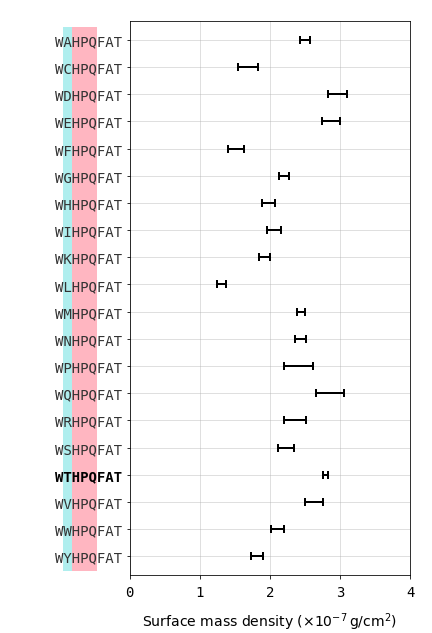 WAHPQFAT
WCHPQFAT
WDHPQFAT
WEHPQFAT
WFHPQFAT
WGHPQFAT
WHHPQFAT
WIHPQFAT
WKHPQFAT
WLHPQFAT
WMHPQFAT
WNHPQFAT
WPHPQFAT
WQHPQFAT
WRHPQFAT
WSHPQFAT
WTHPQFAT
WVHPQFAT
WWHPQFAT
WYHPQFAT
0 1 2 3 4
Surface mass density (×10⁻⁷ g/cm²)